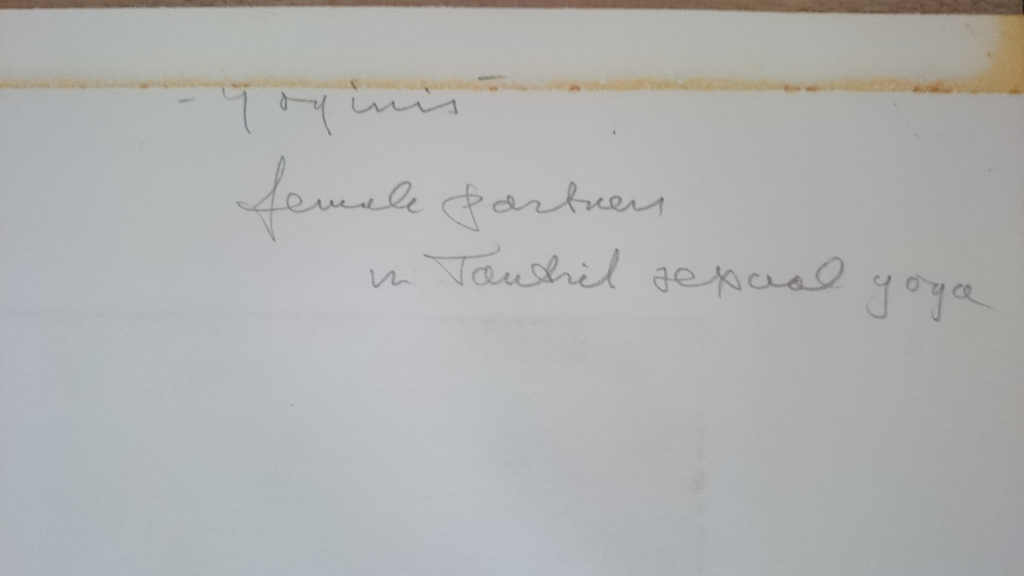 - Yoginis
female partners
in Tantric sexual yoga